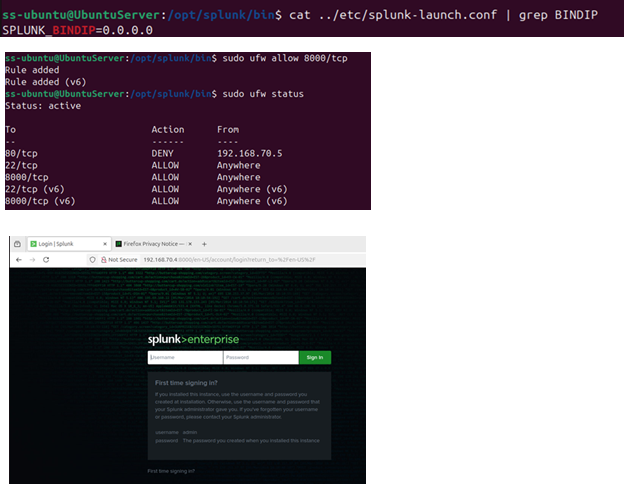 ss-ubuntu@UbuntuServer:/opt/splunk/bin$ cat ../etc/splunk-launch.conf | grep BINDIP
SPLUNK_BINDIP=0.0.0.0
ss-ubuntu@UbuntuServer:/opt/splunk/bin$ sudo ufw allow 8000/tcp
Rule added
Rule added (v6)
ss-ubuntu@UbuntuServer:/opt/splunk/bin$ sudo ufw status
Status: active
To Action From
-- ------ ----
80/tcp DENY 192.168.70.5
22/tcp ALLOW Anywhere
8000/tcp ALLOW Anywhere
22/tcp (v6) ALLOW Anywhere (v6)
8000/tcp (v6) ALLOW Anywhere (v6)
Login | Splunk × Firefox Privacy Notice — × +
Not Secure 192.168.70.4:8000/en-US/account/login?return_to=%2Fen-US%2F
splunk>enterprise
Username Password Sign In
First time signing in?
If you installed this instance, use the username and password you
created at installation. Otherwise, use the username and password that
your Splunk administrator gave you. If you've forgotten your username
or password, please contact your Splunk administrator.
username admin
password The password you created when you installed this instance
First time signing in?